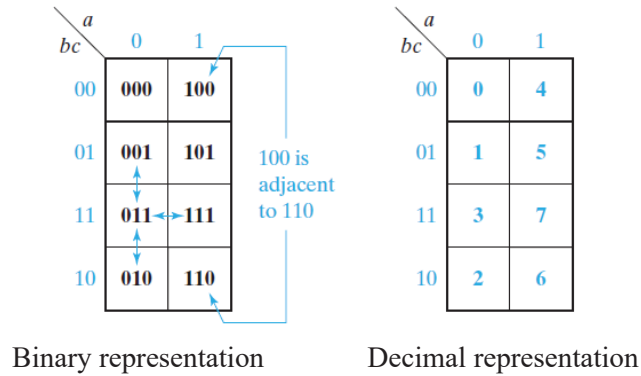 a a
bc 0 1 bc 0 1
00 000 100 00 0 4
01 001 101 01 1 5
100 is
adjacent
to 110
11 011 111 11 3 7
10 010 110 10 2 6
Binary representation Decimal representation